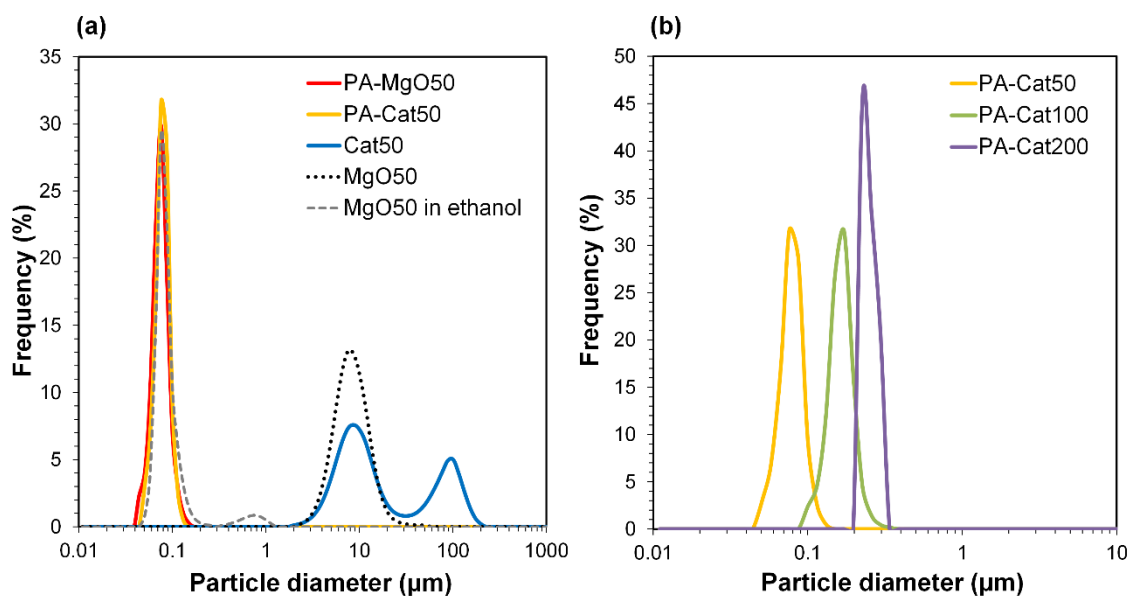 (a)
35
30
25
20
15
10
5
0
Frequency (%)
PA-MgO50
PA-Cat50
Cat50
MgO50
MgO50 in ethanol
0.01 0.1 1 10 100 1000
Particle diameter (µm)
(b)
50
45
40
35
30
25
20
15
10
5
0
Frequency (%)
PA-Cat50
PA-Cat100
PA-Cat200
0.01 0.1 1 10
Particle diameter (µm)